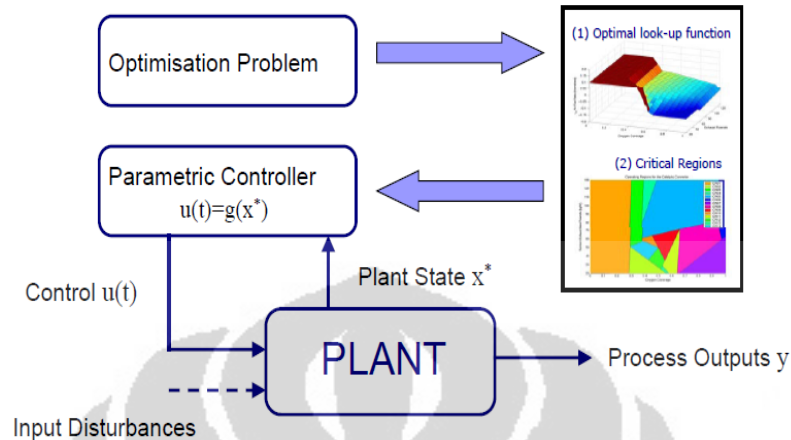 Optimisation Problem
(1) Optimal look-up function
Parametric Controller
u(t)=g(x*)
(2) Critical Regions
Control u(t)
Plant State x*
PLANT
Process Outputs y
Input Disturbances